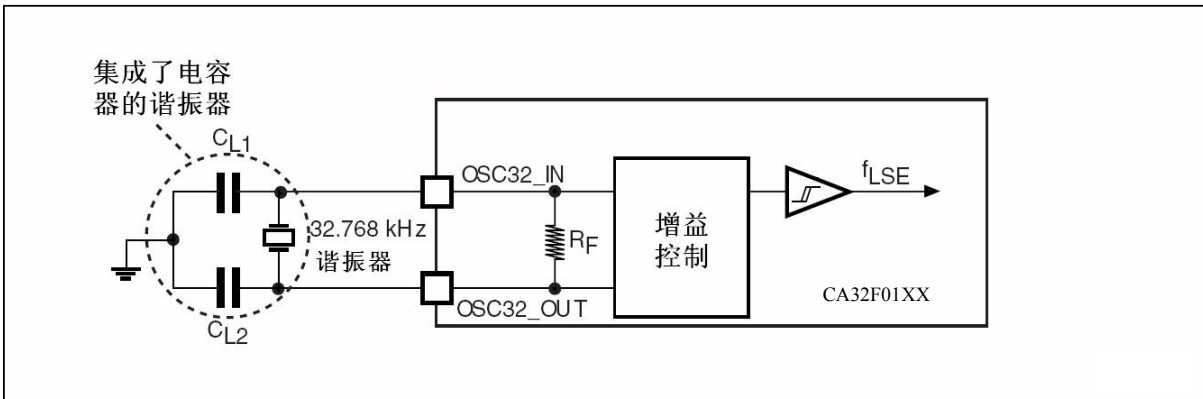 集成了电容
器的谐振器
CL1
OSC32_IN
fLSE
32.768 kHz
谐振器
RF
增益
控制
CA32F01XX
OSC32_OUT
CL2